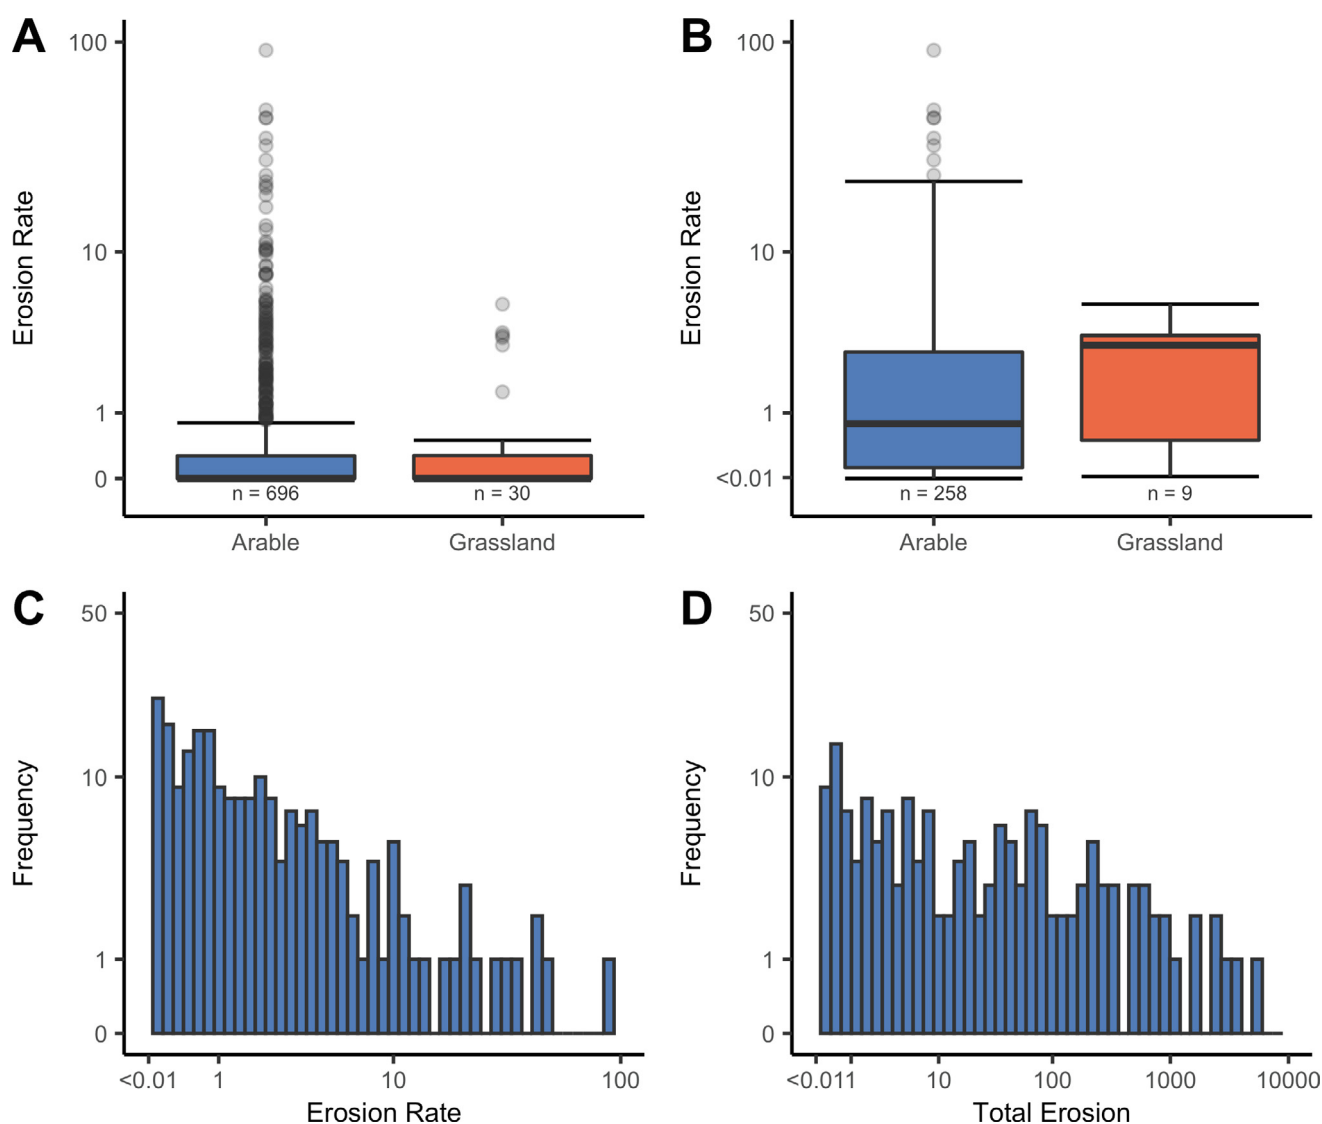 A
Erosion Rate
100
10
1
0
n = 696
n = 30
Arable
Grassland
B
Erosion Rate
100
10
1
<0.01
n = 258
n = 9
Arable
Grassland
C
Frequency
50
10
1
0
<0.01
1
10
100
Erosion Rate
D
Frequency
50
10
1
0
<0.011
10
100
1000
10000
Total Erosion